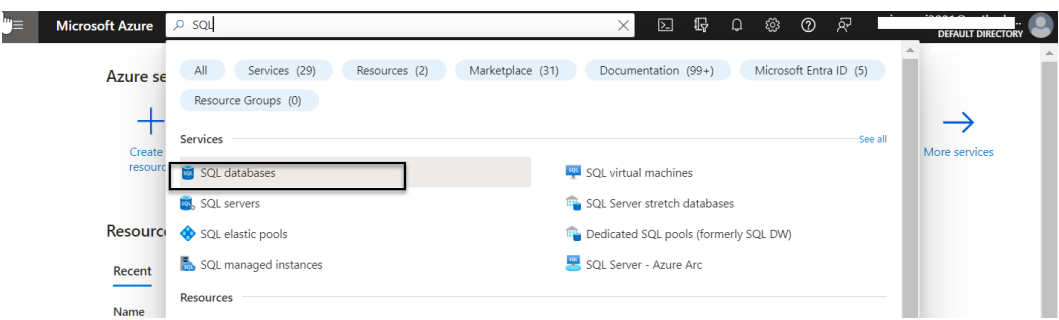 Microsoft Azure SQL
DEFAULT DIRECTORY
Azure se
All Services (29) Resources (2) Marketplace (31) Documentation (99+) Microsoft Entra ID (5)
Resource Groups (0)
Services See all
Create
resourc
More services
SQL databases SQL virtual machines
SQL servers SQL Server stretch databases
Resourc
SQL elastic pools Dedicated SQL pools (formerly SQL DW)
Recent
SQL managed instances SQL Server - Azure Arc
Resources
Name